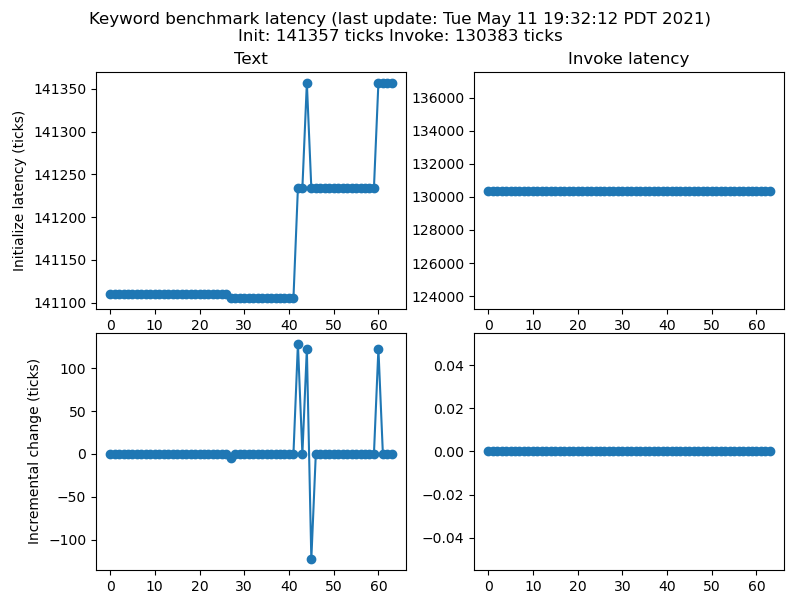 Keyword benchmark latency (last update: Tue May 11 19:32:12 PDT 2021)
Init: 141357 ticks Invoke: 130383 ticks
Text
Initialize latency (ticks)
141350
141300
141250
141200
141150
141100
0 10 20 30 40 50 60
Invoke latency
136000
134000
132000
130000
128000
126000
124000
0 10 20 30 40 50 60
Incremental change (ticks)
100
50
0
−50
−100
0 10 20 30 40 50 60
0.04
0.02
0.00
−0.02
−0.04
0 10 20 30 40 50 60